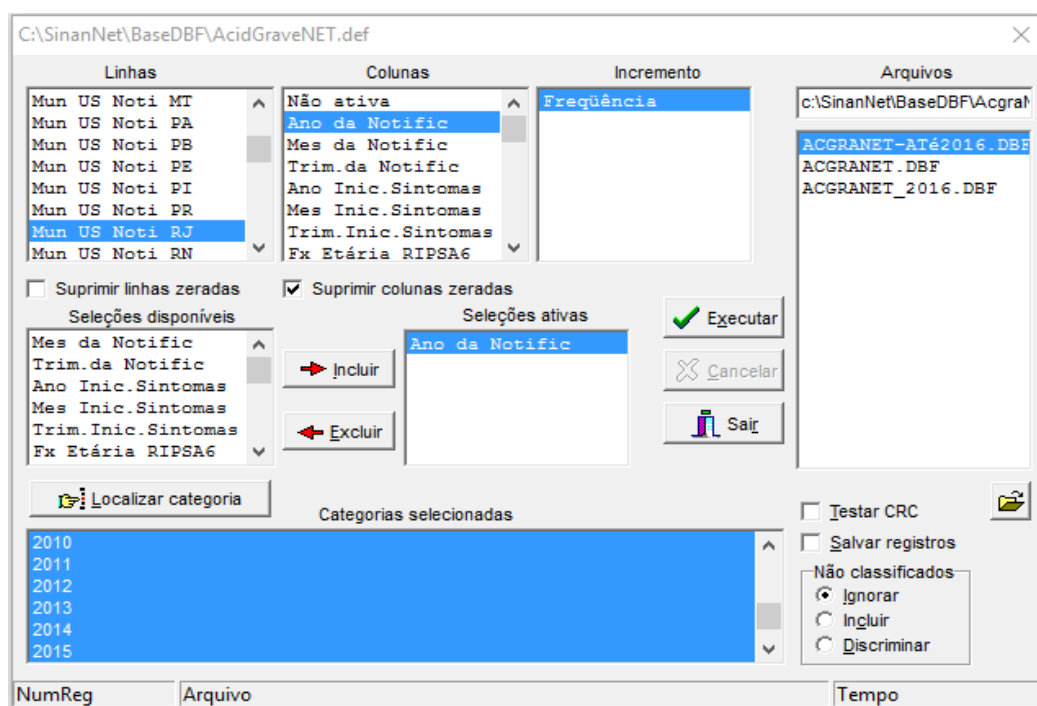 C:\SinanNet\BaseDBF\AcidGraveNET.def
Linhas
Mun US Noti MT
Mun US Noti PA
Mun US Noti PB
Mun US Noti PE
Mun US Noti PI
Mun US Noti PR
Mun US Noti RJ
Mun US Noti RN
Colunas
Não ativa
Ano da Notific
Mes da Notific
Trim.da Notific
Ano Inic.Sintomas
Mes Inic.Sintomas
Trim.Inic.Sintomas
Fx Etária RIPSA6
Incremento
Freqüência
Arquivos
c:\SinanNet\BaseDBF\Acgra
ACGRANET-ATé2016.DBF
ACGRANET.DBF
ACGRANET_2016.DBF
Suprimir linhas zeradas
Suprimir colunas zeradas
Seleções disponíveis
Mes da Notific
Trim.da Notific
Ano Inic.Sintomas
Mes Inic.Sintomas
Trim.Inic.Sintomas
Fx Etária RIPSA6
Incluir
Excluir
Seleções ativas
Ano da Notific
Executar
Cancelar
Sair
Localizar categoria
Categorias selecionadas
2010
2011
2012
2013
2014
2015
Testar CRC
Salvar registros
Não classificados
Ignorar
Incluir
Discriminar
NumReg
Arquivo
Tempo